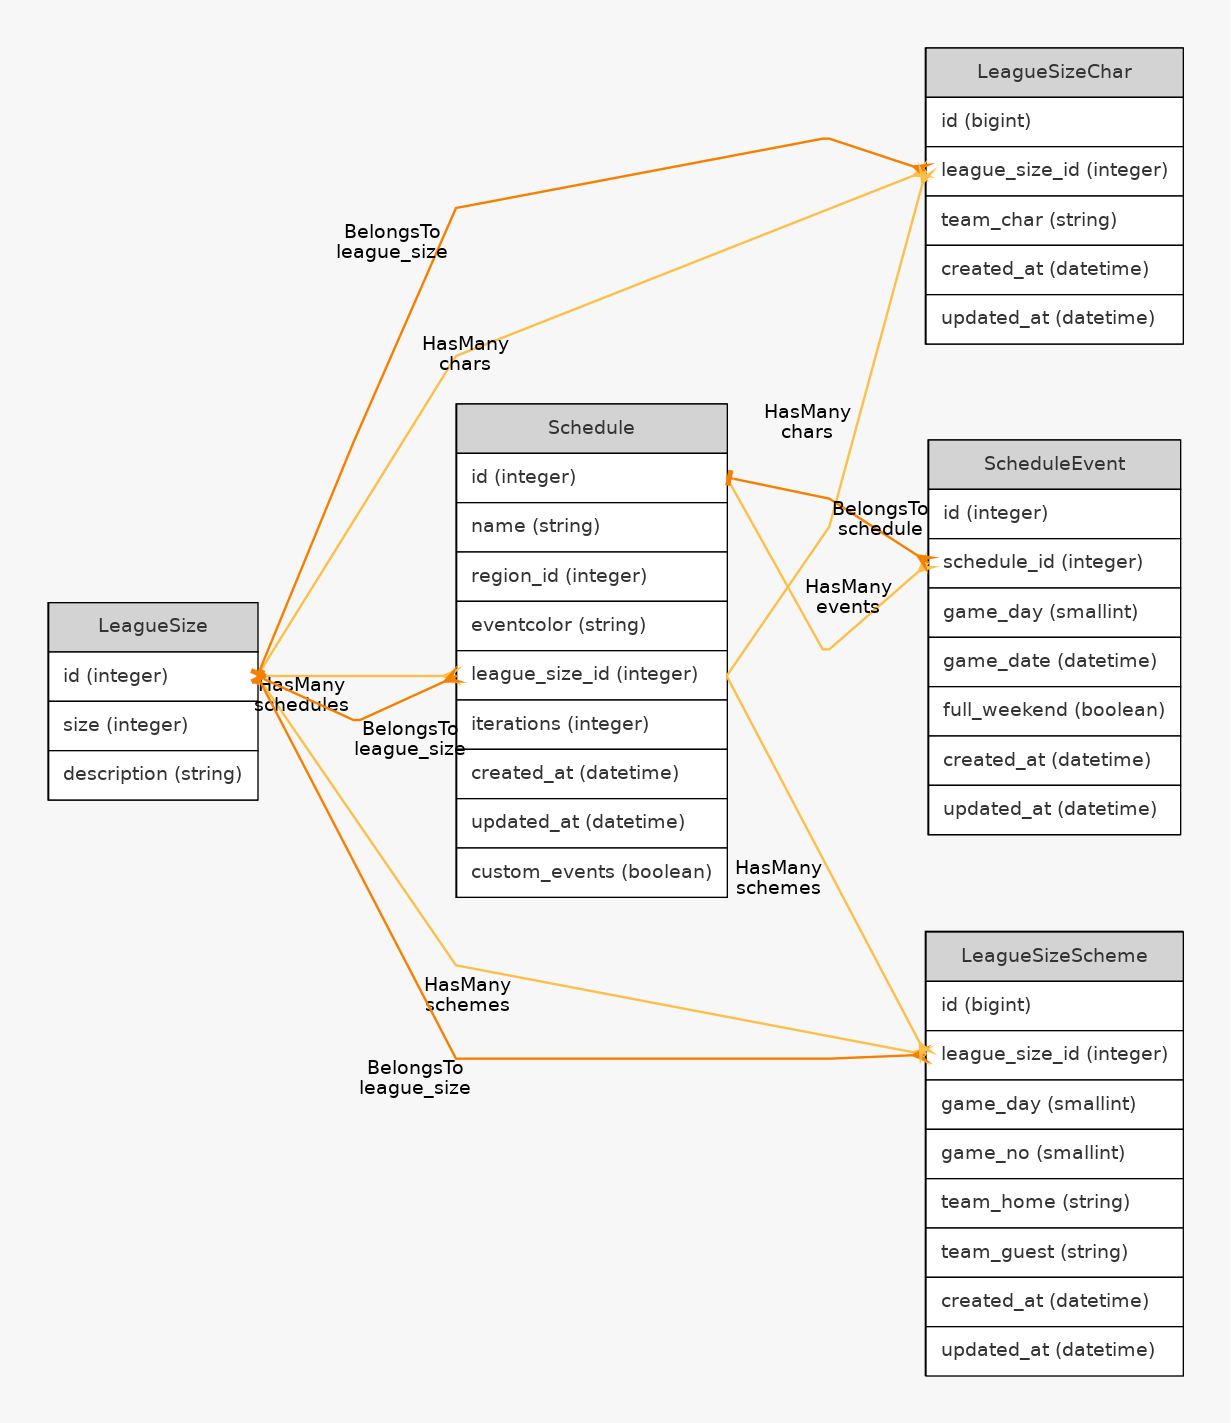 LeagueSizeChar
id (bigint)
league_size_id (integer)
team_char (string)
created_at (datetime)
updated_at (datetime)
BelongsTo
league_size
HasMany
chars
HasMany
chars
Schedule
id (integer)
name (string)
region_id (integer)
eventcolor (string)
league_size_id (integer)
iterations (integer)
created_at (datetime)
updated_at (datetime)
custom_events (boolean)
ScheduleEvent
id (integer)
schedule_id (integer)
game_day (smallint)
game_date (datetime)
full_weekend (boolean)
created_at (datetime)
updated_at (datetime)
BelongsTo
schedule
HasMany
events
LeagueSize
id (integer)
size (integer)
description (string)
HasMany
schedules
BelongsTo
league_size
HasMany
schemes
HasMany
schemes
BelongsTo
league_size
LeagueSizeScheme
id (bigint)
league_size_id (integer)
game_day (smallint)
game_no (smallint)
team_home (string)
team_guest (string)
created_at (datetime)
updated_at (datetime)